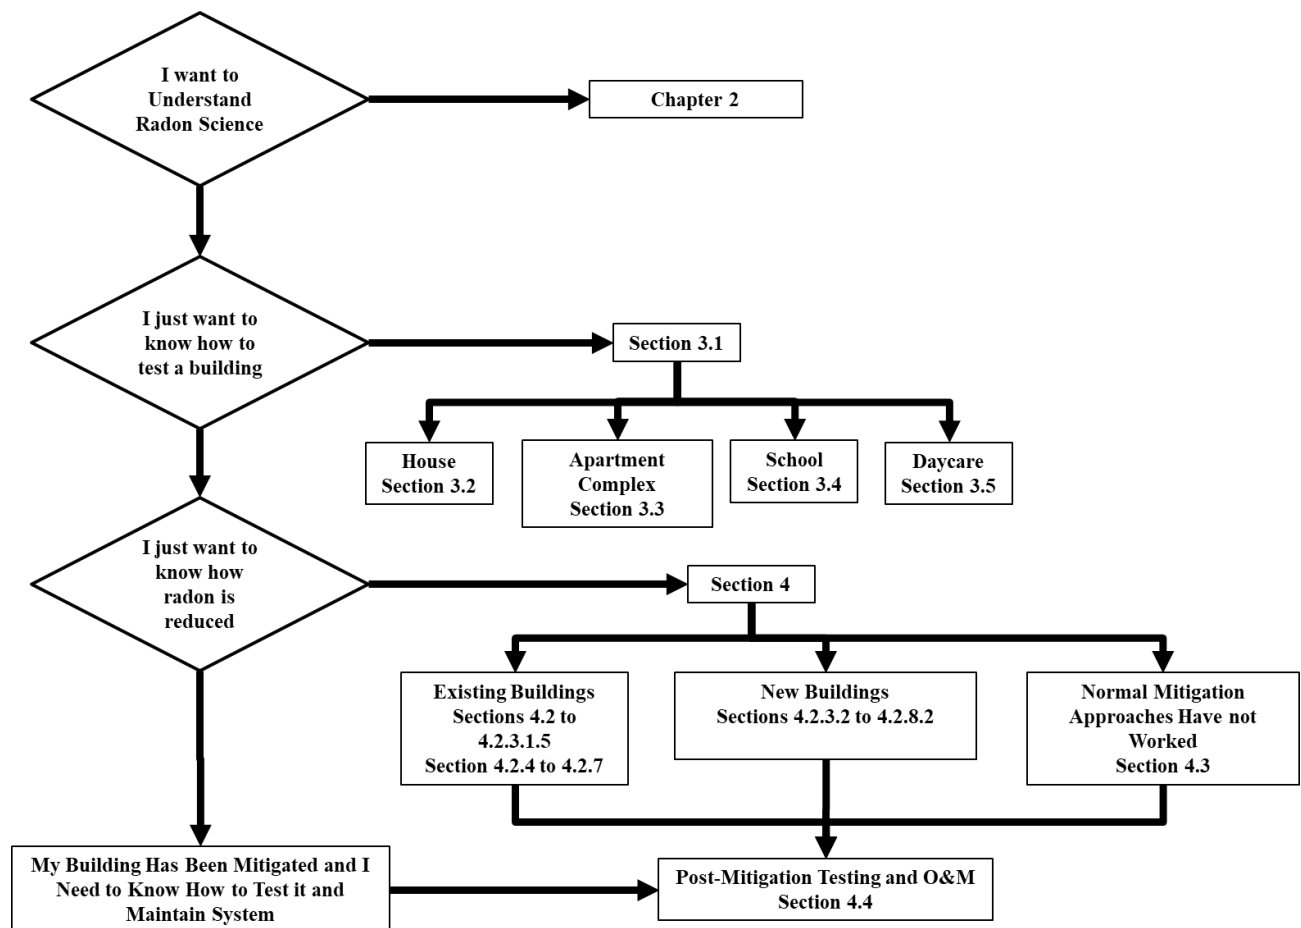 I want to
Understand
Radon Science
Chapter 2
I just want to
know how to
test a building
Section 3.1
House
Section 3.2
Apartment
Complex
Section 3.3
School
Section 3.4
Daycare
Section 3.5
I just want to
know how
radon is
reduced
Section 4
Existing Buildings
Sections 4.2 to
4.2.3.1.5
Section 4.2.4 to 4.2.7
New Buildings
Sections 4.2.3.2 to 4.2.8.2
Normal Mitigation
Approaches Have not
Worked
Section 4.3
My Building Has Been Mitigated and I
Need to Know How to Test it and
Maintain System
Post-Mitigation Testing and O&M
Section 4.4